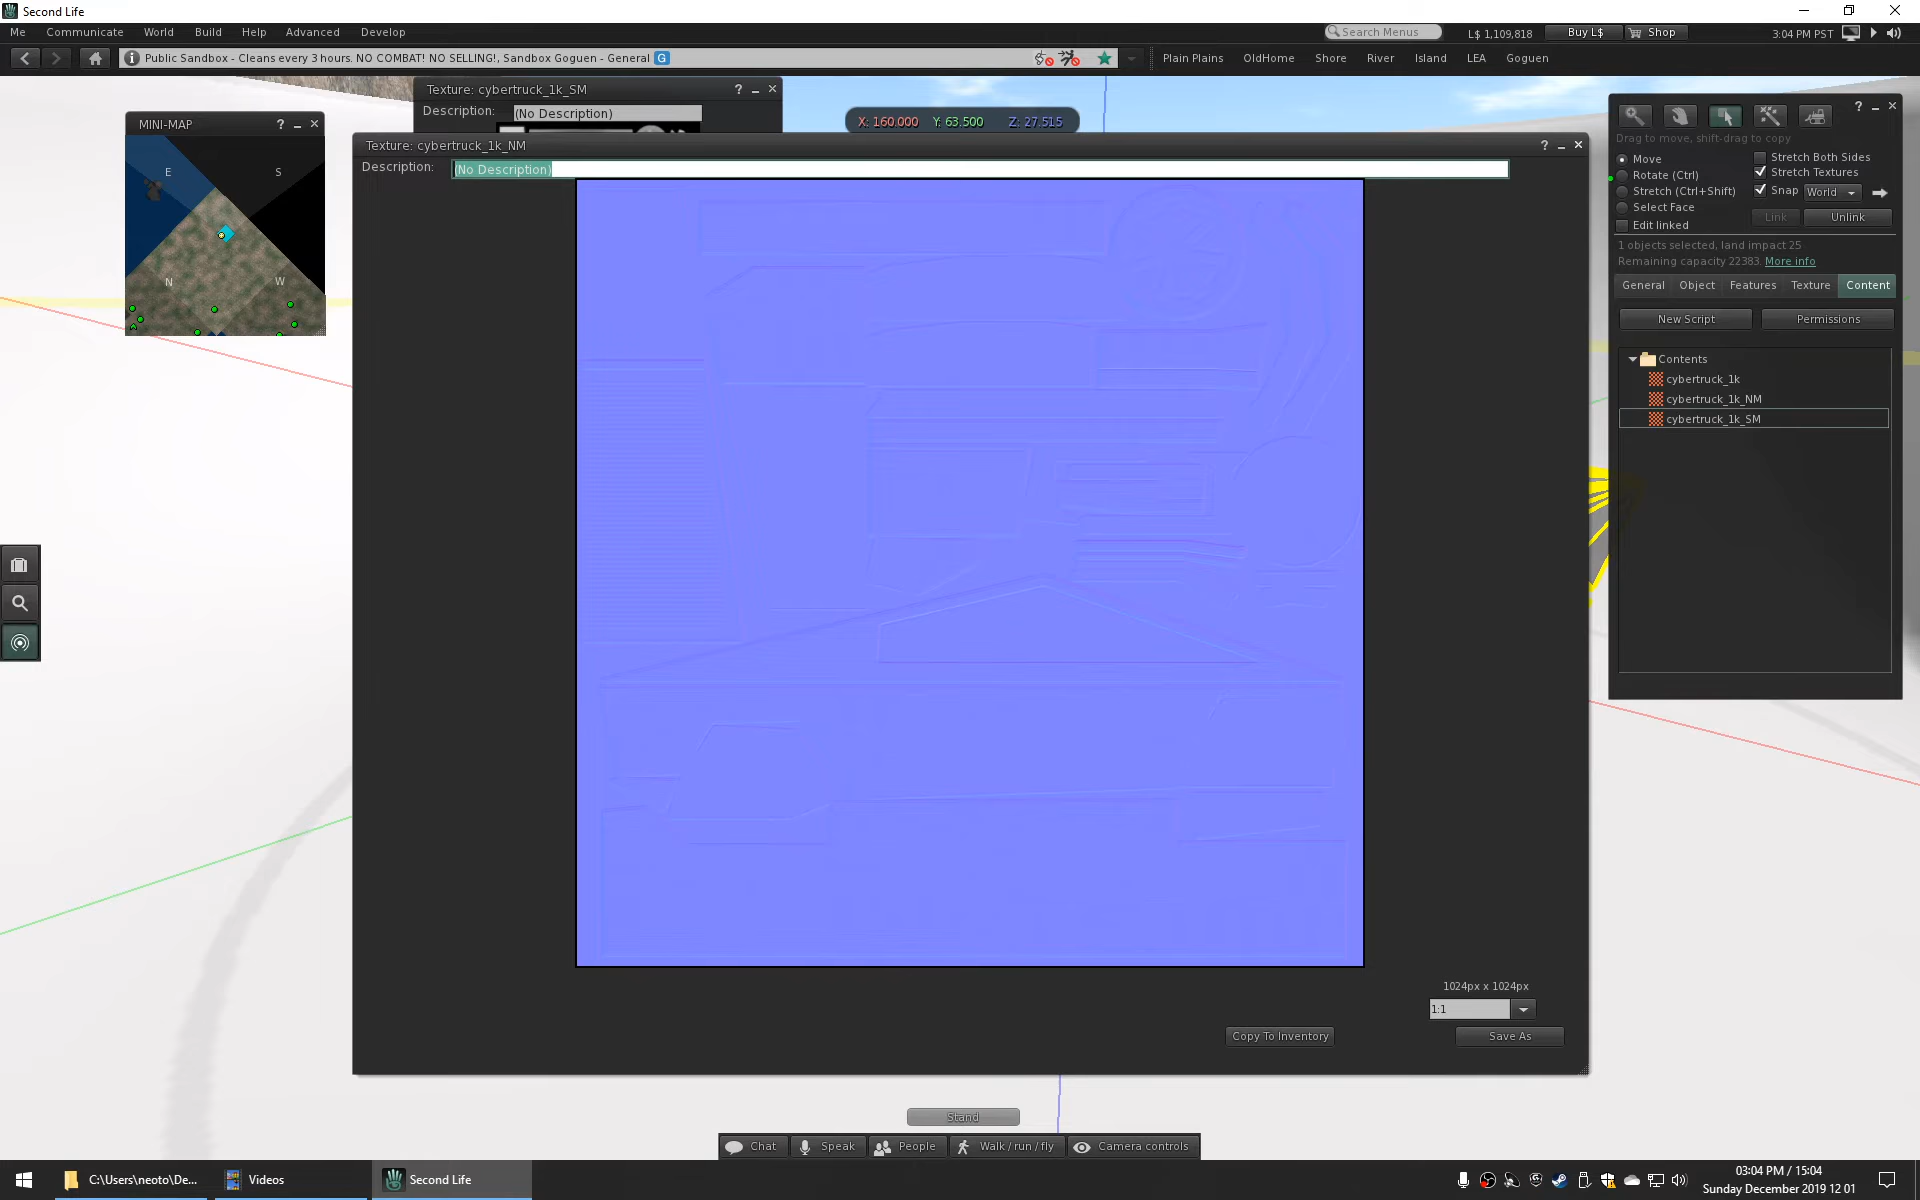 Second Life
Me Communicate World Build Help Advanced Develop
Search Menus
L$ 1,109,818
Buy L$
Shop
3:04 PM PST
Public Sandbox - Cleans every 3 hours. NO COMBAT! NO SELLING!, Sandbox Goguen - General G
Plain Plains OldHome Shore River Island LEA Goguen
Texture: cybertruck_1k_SM ?
Description: (No Description)
X: 160.000 Y: 63.500 Z: 27.515
MINI-MAP ?
E
S
N
W
Texture: cybertruck_1k_NM ?
Description: (No Description)
1024px x 1024px
1:1
Copy To Inventory
Save As
?
Drag to move, shift-drag to copy
Move
Rotate (Ctrl)
Stretch (Ctrl+Shift)
Select Face
Edit linked
Stretch Both Sides
Stretch Textures
Snap World
Link Unlink
1 objects selected, land impact 25
Remaining capacity 22383. More info
General Object Features Texture Content
New Script Permissions
Contents
cybertruck_1k
cybertruck_1k_NM
cybertruck_1k_SM
Stand
Chat Speak People Walk / run / fly Camera controls
C:\Users\neoto\De...
Videos
Second Life
03:04 PM / 15:04
Sunday December 2019 12 01